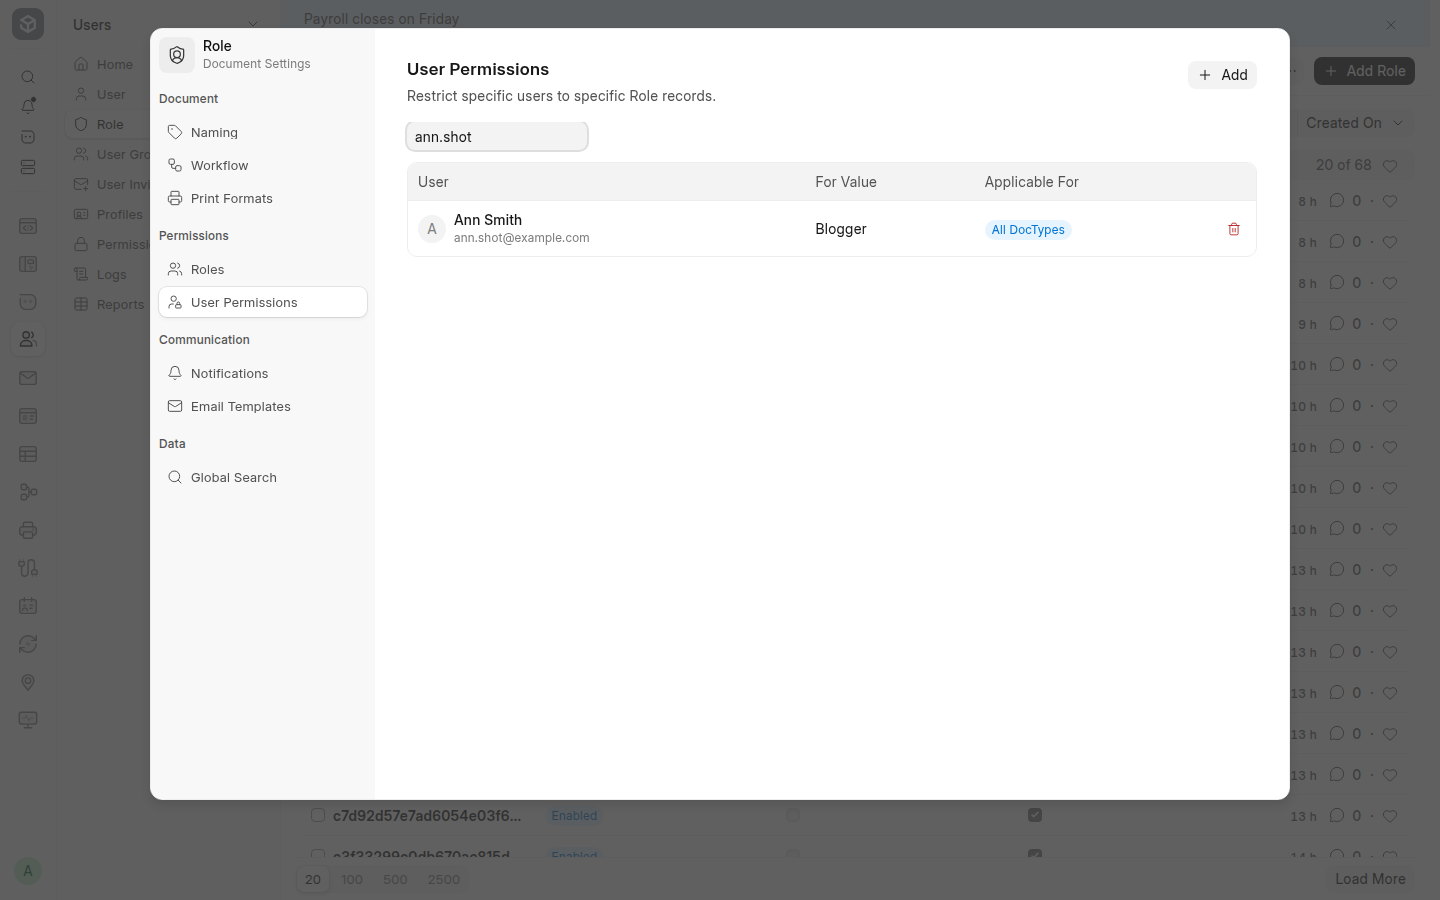 Users
Payroll closes on Friday
Home
User
Role
User Gro
User Invi
Profiles
Permissi
Logs
Reports
Add Role
Created On
20 of 68
8 h 0 ·
8 h 0 ·
8 h 0 ·
9 h 0 ·
10 h 0 ·
10 h 0 ·
10 h 0 ·
10 h 0 ·
10 h 0 ·
13 h 0 ·
13 h 0 ·
13 h 0 ·
13 h 0 ·
13 h 0 ·
13 h 0 ·
Role
Document Settings
Document
Naming
Workflow
Print Formats
Permissions
Roles
User Permissions
Communication
Notifications
Email Templates
Data
Global Search
User Permissions
Restrict specific users to specific Role records.
Add
ann.shot
User For Value Applicable For
A Ann Smith Blogger All DocTypes
ann.shot@example.com
c7d92d57e7ad6054e03f6... Enabled 13 h 0 ·
Enabled 14 h 0 ·
A
20 100 500 2500
Load More